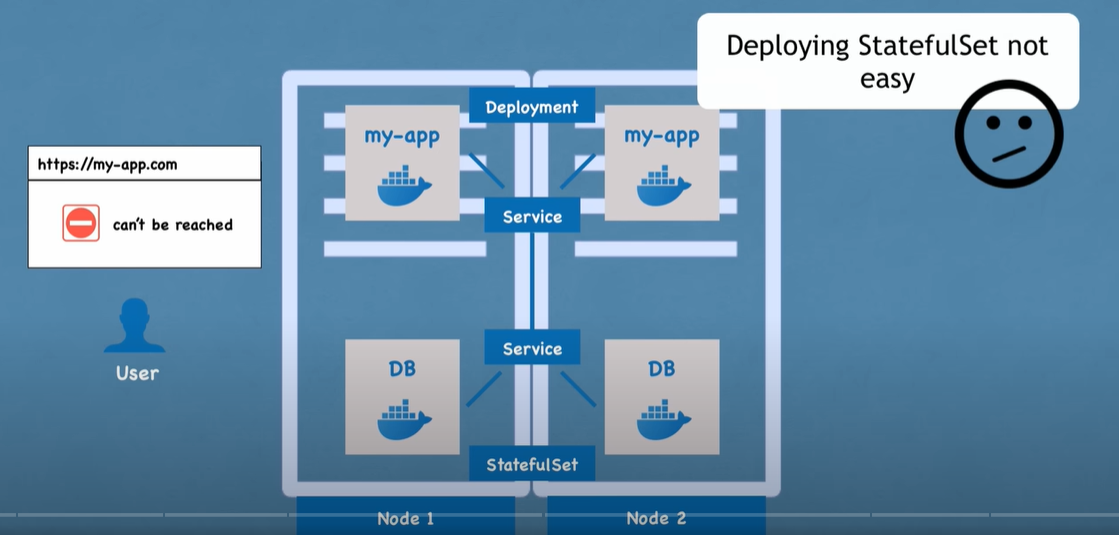 Deploying StatefulSet not
easy
Deployment
my-app
my-app
https://my-app.com
Service
can't be reached
Service
DB
DB
User
StatefulSet
Node 1
Node 2